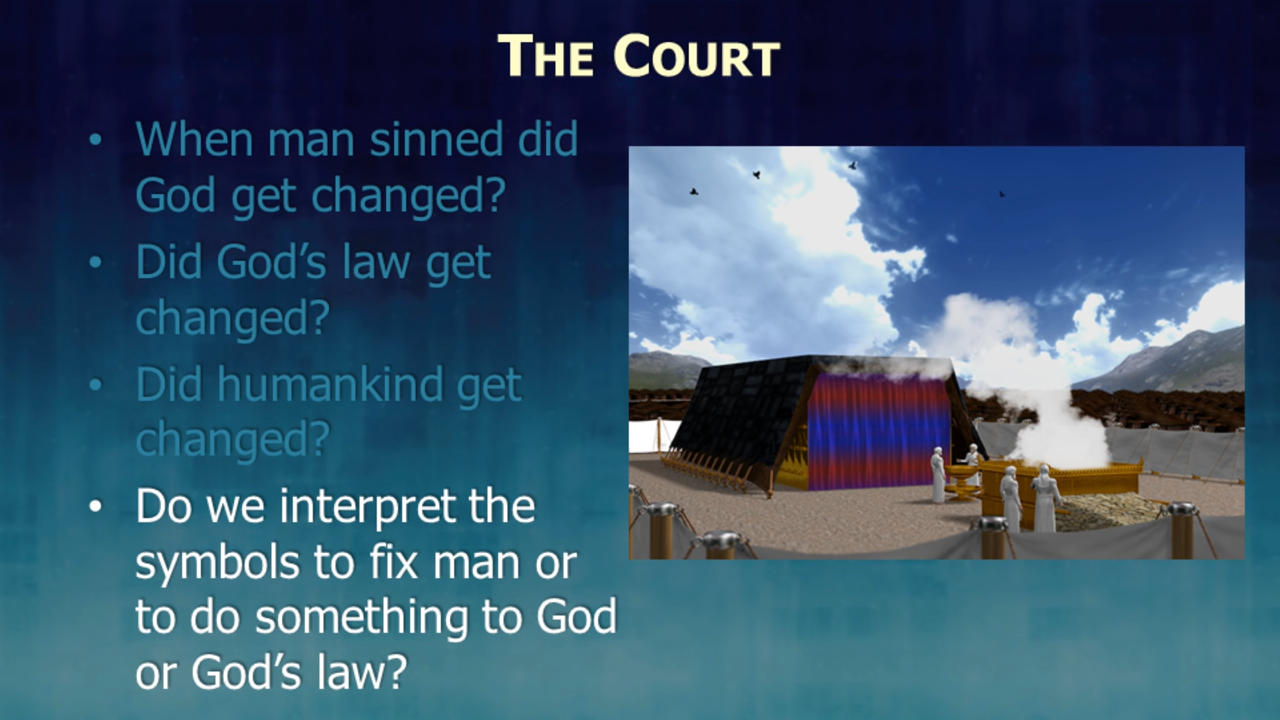 THE COURT
• When man sinned did
God get changed?
• Did God’s law get
changed?
• Did humankind get
changed?
• Do we interpret the
symbols to fix man or
to do something to God
or God’s law?